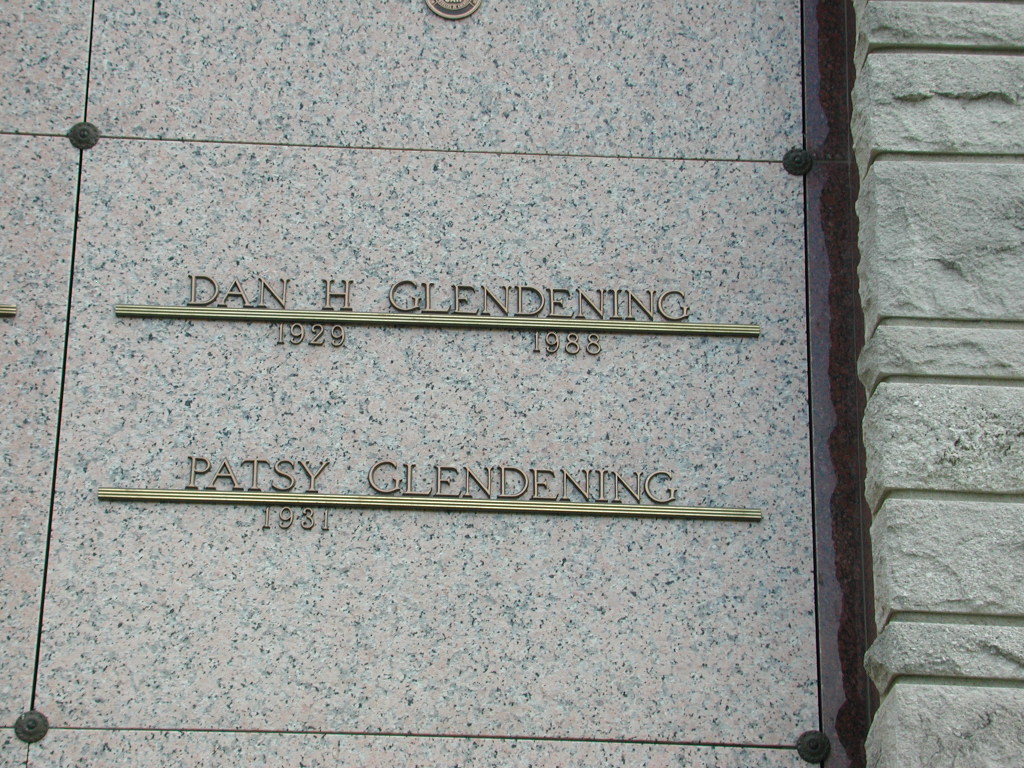 DAN H GLENDENING
1929 1988
PATSY GLENDENING
1931